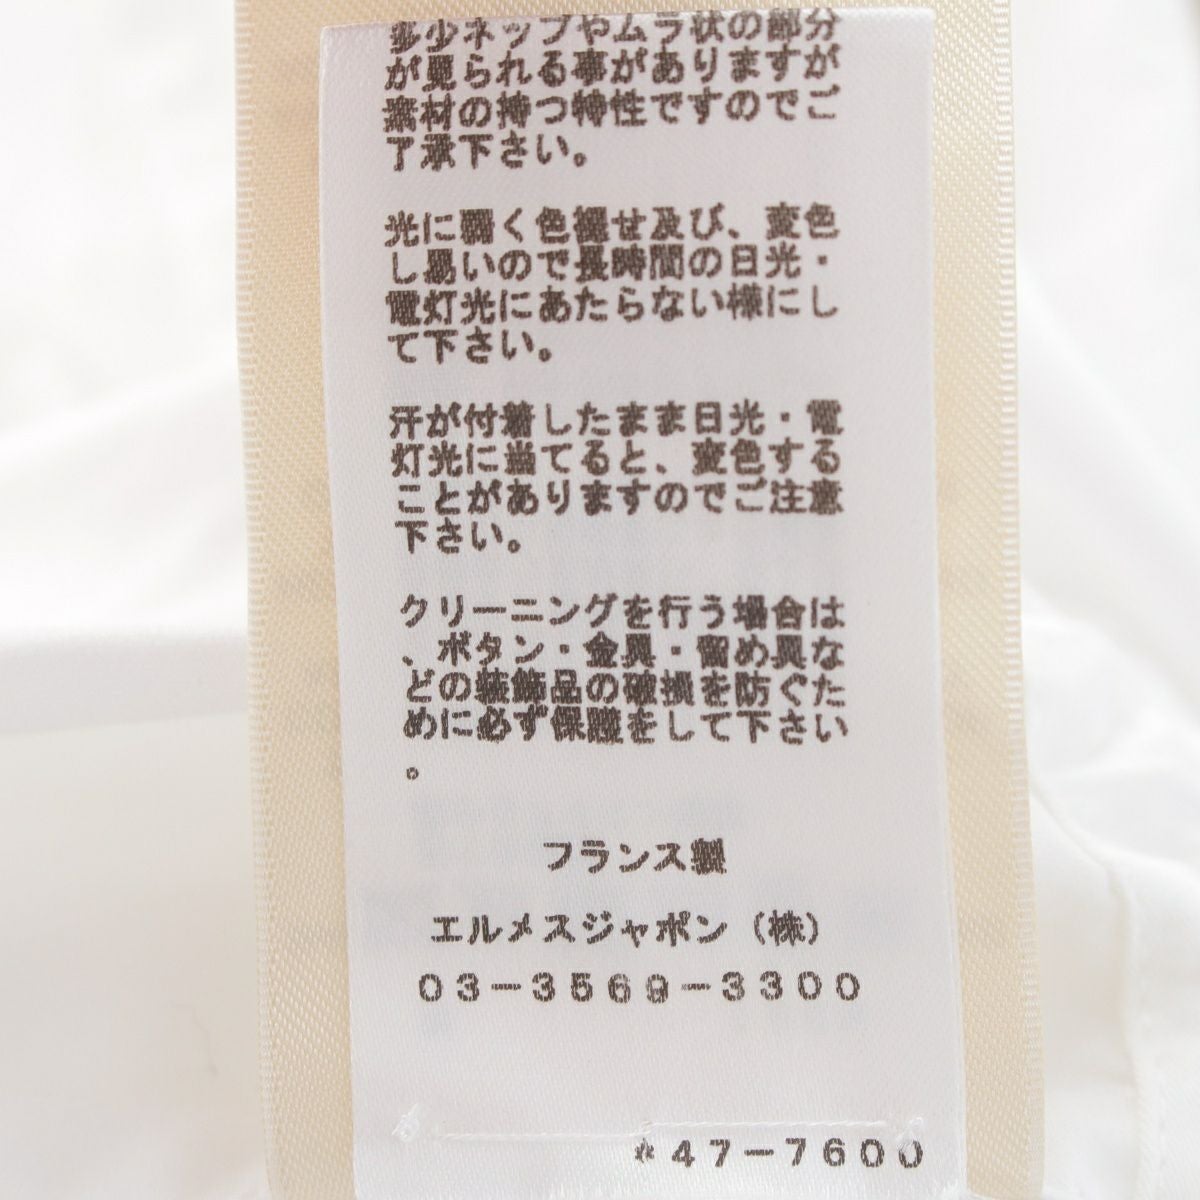 多少ネップやムラ状の部分
が見られる事がありますが
素材の持つ特性ですのでご
了承下さい。
光に弱く色褪せ及び、変色
し易いので長時間の日光・
電灯光にあたらない様にし
て下さい。
汗が付着したまま日光・電
灯光に当てると、変色する
ことがありますのでご注意
下さい。
クリーニングを行う場合は
、ボタン・金具・留め具な
どの装飾品の破損を防ぐた
めに必ず保護をして下さい
。
フランス製
エルメスジャポン（株）
03-3569-3300
*47-7600